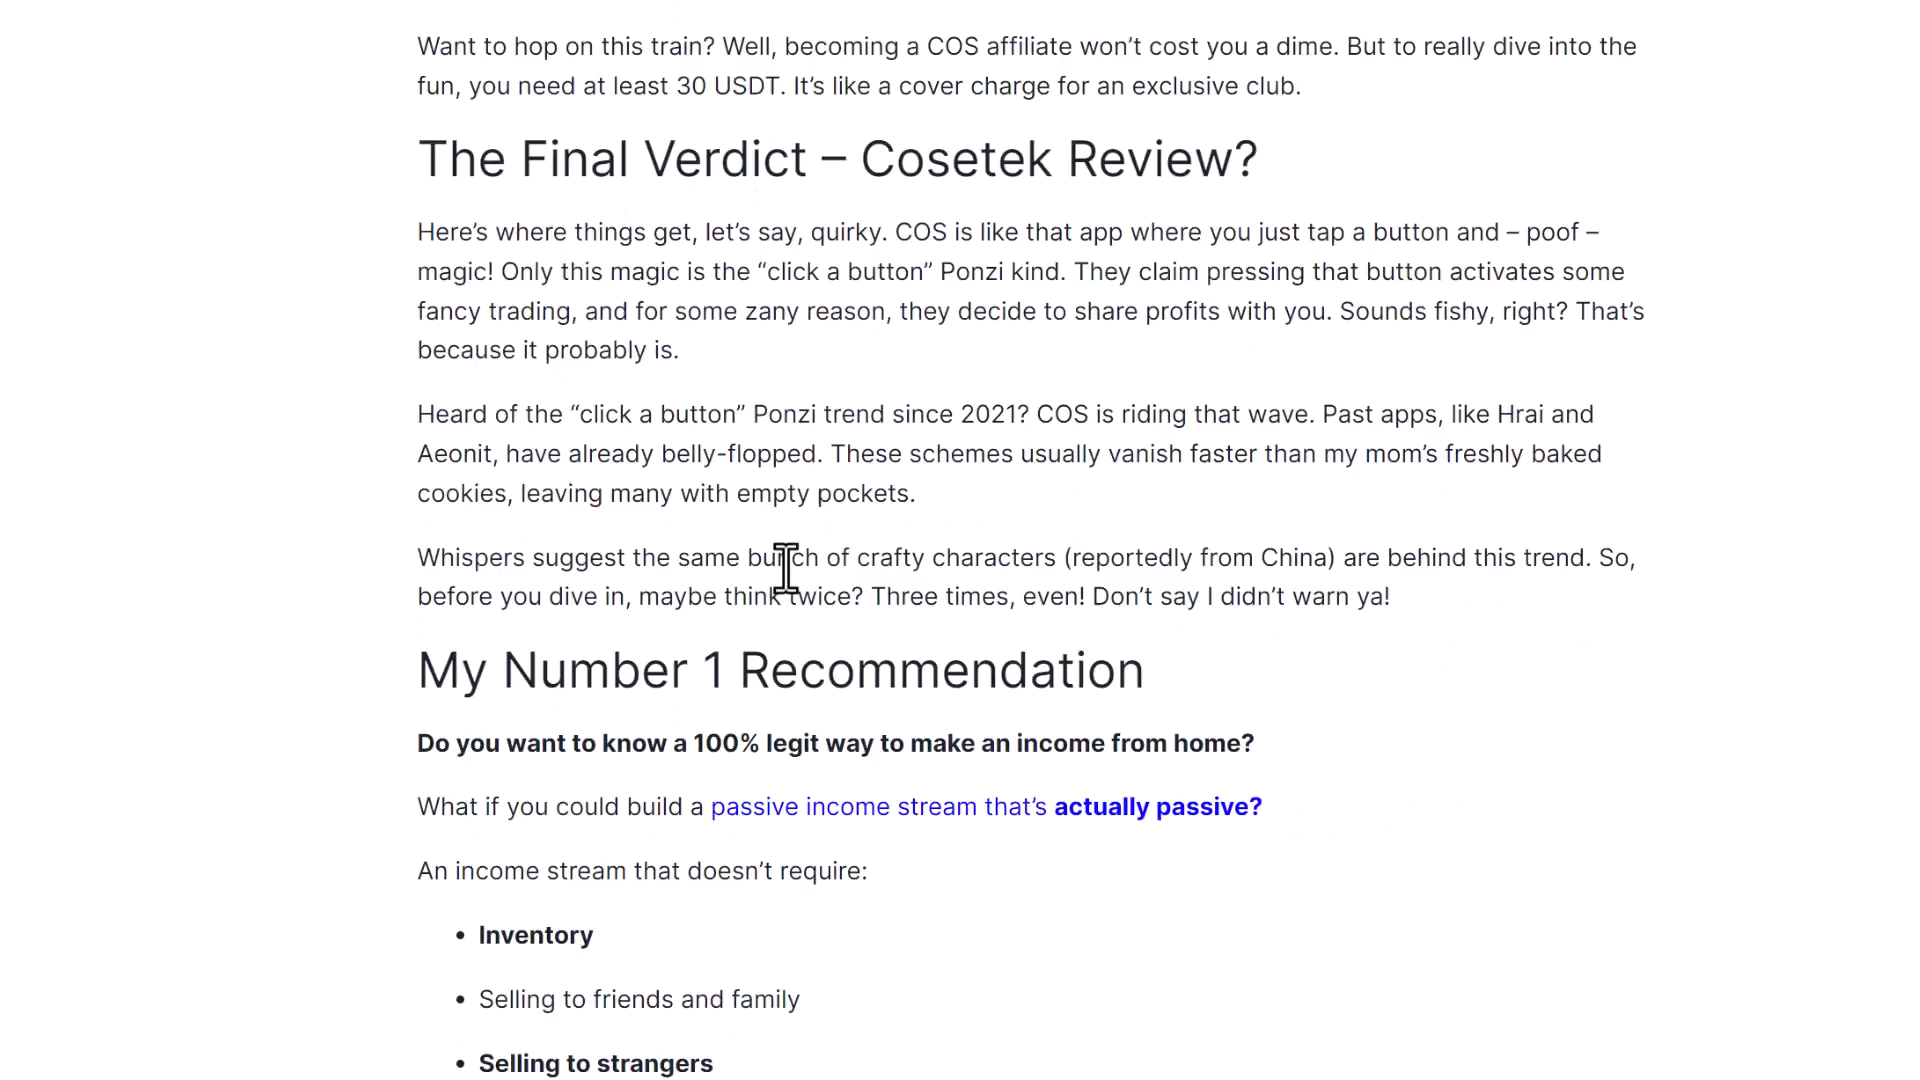 Want to hop on this train? Well, becoming a COS affiliate won’t cost you a dime. But to really dive into the
fun, you need at least 30 USDT. It’s like a cover charge for an exclusive club.
The Final Verdict – Cosetek Review?
Here’s where things get, let’s say, quirky. COS is like that app where you just tap a button and – poof –
magic! Only this magic is the “click a button” Ponzi kind. They claim pressing that button activates some
fancy trading, and for some zany reason, they decide to share profits with you. Sounds fishy, right? That’s
because it probably is.
Heard of the “click a button” Ponzi trend since 2021? COS is riding that wave. Past apps, like Hrai and
Aeonit, have already belly-flopped. These schemes usually vanish faster than my mom’s freshly baked
cookies, leaving many with empty pockets.
Whispers suggest the same bunch of crafty characters (reportedly from China) are behind this trend. So,
before you dive in, maybe think twice? Three times, even! Don’t say I didn’t warn ya!
My Number 1 Recommendation
Do you want to know a 100% legit way to make an income from home?
What if you could build a passive income stream that’s actually passive?
An income stream that doesn’t require:
• Inventory
• Selling to friends and family
• Selling to strangers